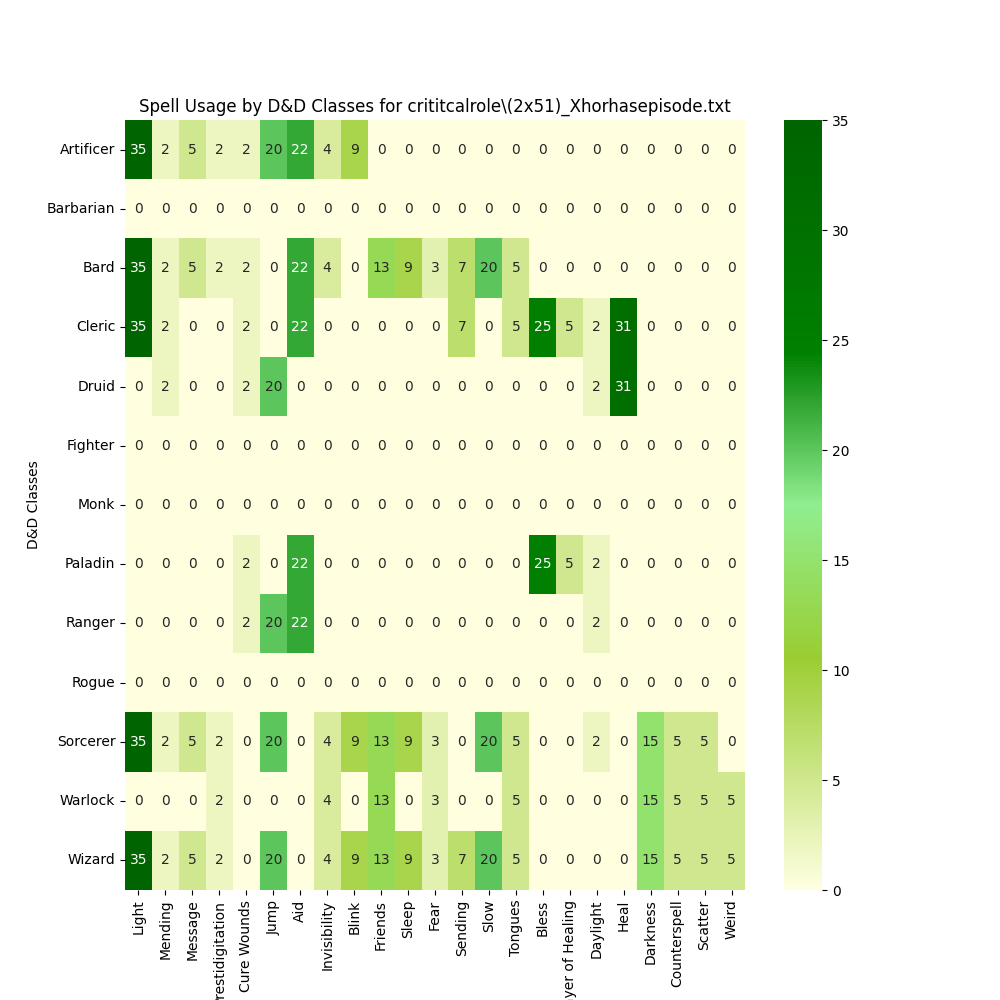 Spell Usage by D&D Classes for crititcalrole\(2x51)_Xhorhasepisode.txt
D&D Classes
Artificer 35 2 5 2 2 20 22 4 9 0 0 0 0 0 0 0 0 0 0 0 0 0 0
Barbarian 0 0 0 0 0 0 0 0 0 0 0 0 0 0 0 0 0 0 0 0 0 0 0
Bard 35 2 5 2 2 0 22 4 0 13 9 3 7 20 5 0 0 0 0 0 0 0 0
Cleric 35 2 0 0 2 0 22 0 0 0 0 0 7 0 5 25 5 2 31 0 0 0 0
Druid 0 2 0 0 2 20 0 0 0 0 0 0 0 0 0 0 0 2 31 0 0 0 0
Fighter 0 0 0 0 0 0 0 0 0 0 0 0 0 0 0 0 0 0 0 0 0 0 0
Monk 0 0 0 0 0 0 0 0 0 0 0 0 0 0 0 0 0 0 0 0 0 0 0
Paladin 0 0 0 0 2 0 22 0 0 0 0 0 0 0 0 25 5 2 0 0 0 0 0
Ranger 0 0 0 0 2 20 22 0 0 0 0 0 0 0 0 0 0 2 0 0 0 0 0
Rogue 0 0 0 0 0 0 0 0 0 0 0 0 0 0 0 0 0 0 0 0 0 0 0
Sorcerer 35 2 5 2 0 20 0 4 9 13 9 3 0 20 5 0 0 2 0 15 5 5 0
Warlock 0 0 0 2 0 0 0 4 0 13 0 3 0 0 5 0 0 0 0 15 5 5 5
Wizard 35 2 5 2 0 20 0 4 9 13 9 3 7 20 5 0 0 0 0 15 5 5 5
Light
Mending
Message
restidigitation
Cure Wounds
Jump
Aid
Invisibility
Blink
Friends
Sleep
Fear
Sending
Slow
Tongues
Bless
yer of Healing
Daylight
Heal
Darkness
Counterspell
Scatter
Weird
35
30
25
20
15
10
5
0